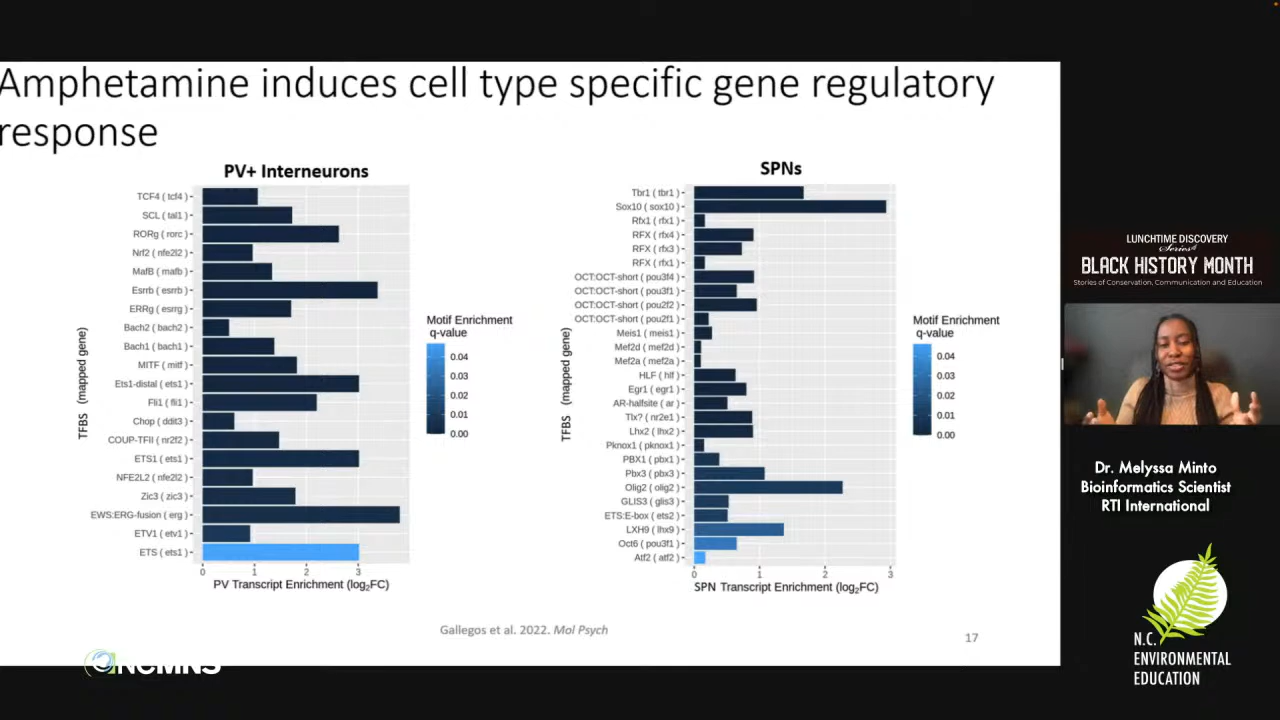 Amphetamine induces cell type specific gene regulatory
response
PV+ Interneurons
TCF4 ( tcf4 )
SCL ( tal1 )
RORg ( rorc )
Nrf2 ( nfe2l2 )
MafB ( mafb )
Esrrb ( esrrb )
ERRg ( esrrg )
Bach2 ( bach2 )
Bach1 ( bach1 )
MITF ( mitf )
Ets1-distal ( ets1 )
Fli1 ( fli1 )
Chop ( ddit3 )
COUP-TFII ( nr2f2 )
ETS1 ( ets1 )
NFE2L2 ( nfe2l2 )
Zic3 ( zic3 )
EWS:ERG-fusion ( erg )
ETV1 ( etv1 )
ETS ( ets1 )
TFBS (mapped gene)
0 1 2 3
PV Transcript Enrichment (log₂FC)
Motif Enrichment
q-value
0.04
0.03
0.02
0.01
0.00
SPNs
Tbr1 ( tbr1 )
Sox10 ( sox10 )
Rfx1 ( rfx1 )
RFX ( rfx4 )
RFX ( rfx3 )
RFX ( rfx1 )
OCT:OCT-short ( pou3f4 )
OCT:OCT-short ( pou3f1 )
OCT:OCT-short ( pou2f2 )
OCT:OCT-short ( pou2f1 )
Meis1 ( meis1 )
Mef2d ( mef2d )
Mef2a ( mef2a )
HLF ( hlf )
Egr1 ( egr1 )
AR-halfsite ( ar )
Tlx? ( nr2e1 )
Lhx2 ( lhx2 )
Pknox1 ( pknox1 )
PBX1 ( pbx1 )
Pbx3 ( pbx3 )
Olig2 ( olig2 )
GLIS3 ( glis3 )
ETS:E-box ( ets2 )
LXH9 ( lhx9 )
Oct6 ( pou3f1 )
Atf2 ( atf2 )
TFBS (mapped gene)
0 1 2 3
SPN Transcript Enrichment (log₂FC)
Motif Enrichment
q-value
0.04
0.03
0.02
0.01
0.00
Gallegos et al. 2022. Mol Psych
17
NCMNS
LUNCHTIME DISCOVERY
Series
BLACK HISTORY MONTH
Stories of Conservation, Communication and Education
Dr. Melyssa Minto
Bioinformatics Scientist
RTI International
N.C.
ENVIRONMENTAL
EDUCATION